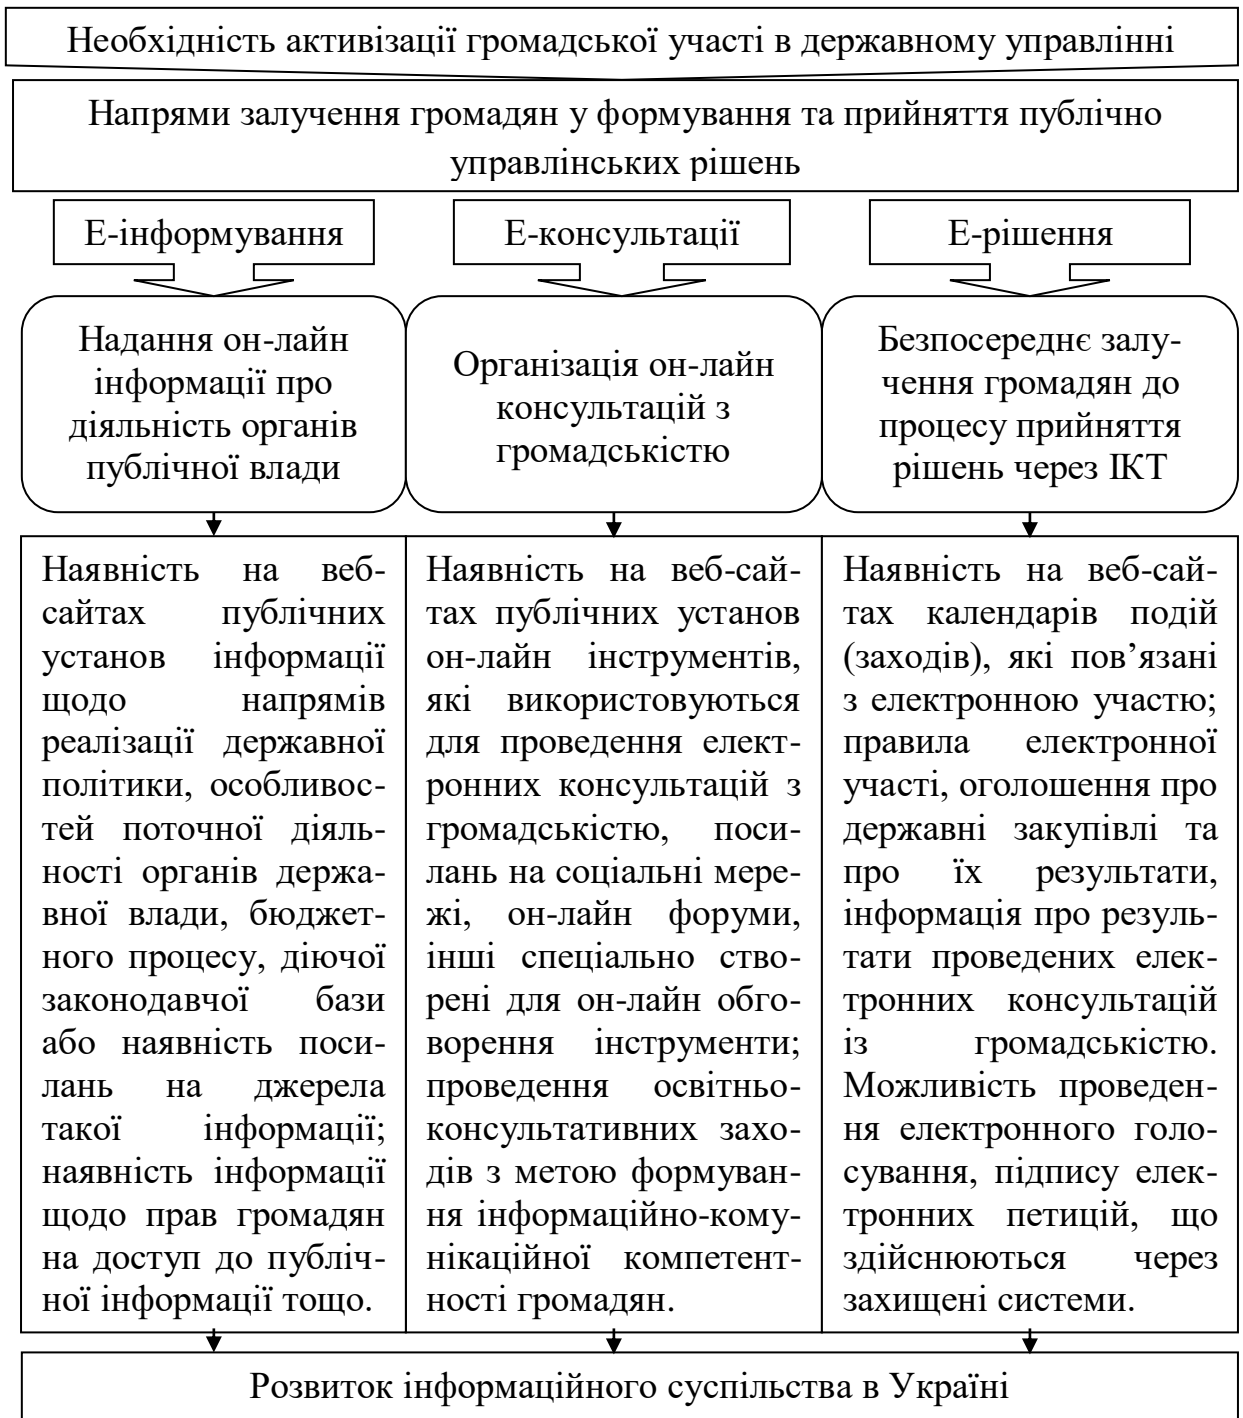 Необхідність активізації громадської участі в державному управлінні
Напрями залучення громадян у формування та прийняття публічно
управлінських рішень
Е-інформування
Е-консультації
Е-рішення
Надання он-лайн
інформації про
діяльність органів
публічної влади
Організація он-лайн
консультацій з
громадськістю
Безпосереднє залу-
чення громадян до
процесу прийняття
рішень через ІКТ
Наявність на веб-
сайтах публічних
установ інформації
щодо напрямів
реалізації державної
політики, особливос-
тей поточної діяль-
ності органів держа-
вної влади, бюджет-
ного процесу, діючої
законодавчої бази
або наявність поси-
лань на джерела
такої інформації;
наявність інформації
щодо прав громадян
на доступ до публіч-
ної інформації тощо.
Наявність на веб-сай-
тах публічних установ
он-лайн інструментів,
які використовуються
для проведення елект-
ронних консультацій з
громадськістю, поси-
лань на соціальні мере-
жі, он-лайн форуми,
інші спеціально ство-
рені для он-лайн обго-
ворення інструменти;
проведення освітньо-
консультативних захо-
дів з метою формуван-
ня інформаційно-кому-
нікаційної компетент-
ності громадян.
Наявність на веб-сай-
тах календарів подій
(заходів), які пов’язані
з електронною участю;
правила електронної
участі, оголошення про
державні закупівлі та
про їх результати,
інформація про резуль-
тати проведених елек-
тронних консультацій
із громадськістю.
Можливість проведен-
ня електронного голо-
сування, підпису елек-
тронних петицій, що
здійснюються через
захищені системи.
Розвиток інформаційного суспільства в Україні